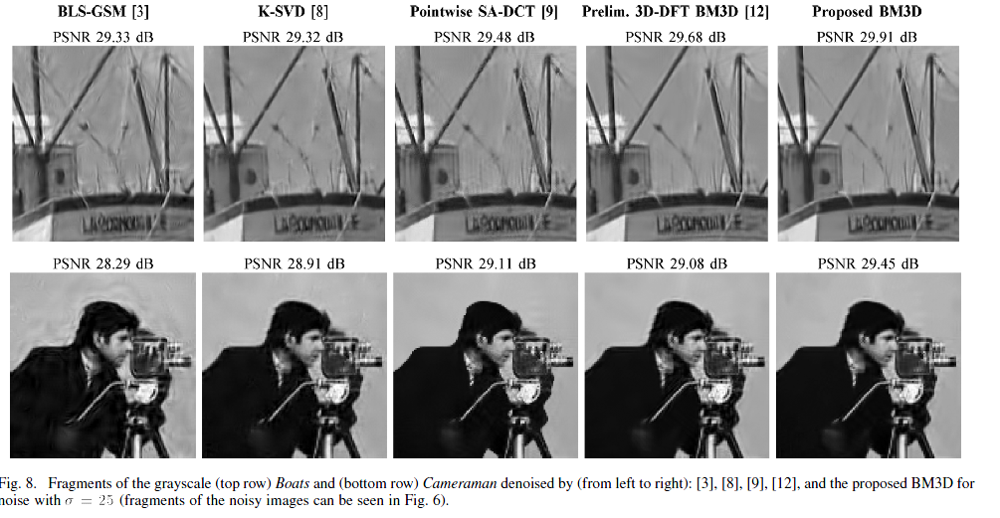 BLS-GSM [3] K-SVD [8] Pointwise SA-DCT [9] Prelim. 3D-DFT BM3D [12] Proposed BM3D
PSNR 29.33 dB PSNR 29.32 dB PSNR 29.48 dB PSNR 29.68 dB PSNR 29.91 dB
PSNR 28.29 dB PSNR 28.91 dB PSNR 29.11 dB PSNR 29.08 dB PSNR 29.45 dB
Fig. 8. Fragments of the grayscale (top row) Boats and (bottom row) Cameraman denoised by (from left to right): [3], [8], [9], [12], and the proposed BM3D for
noise with σ = 25 (fragments of the noisy images can be seen in Fig. 6).